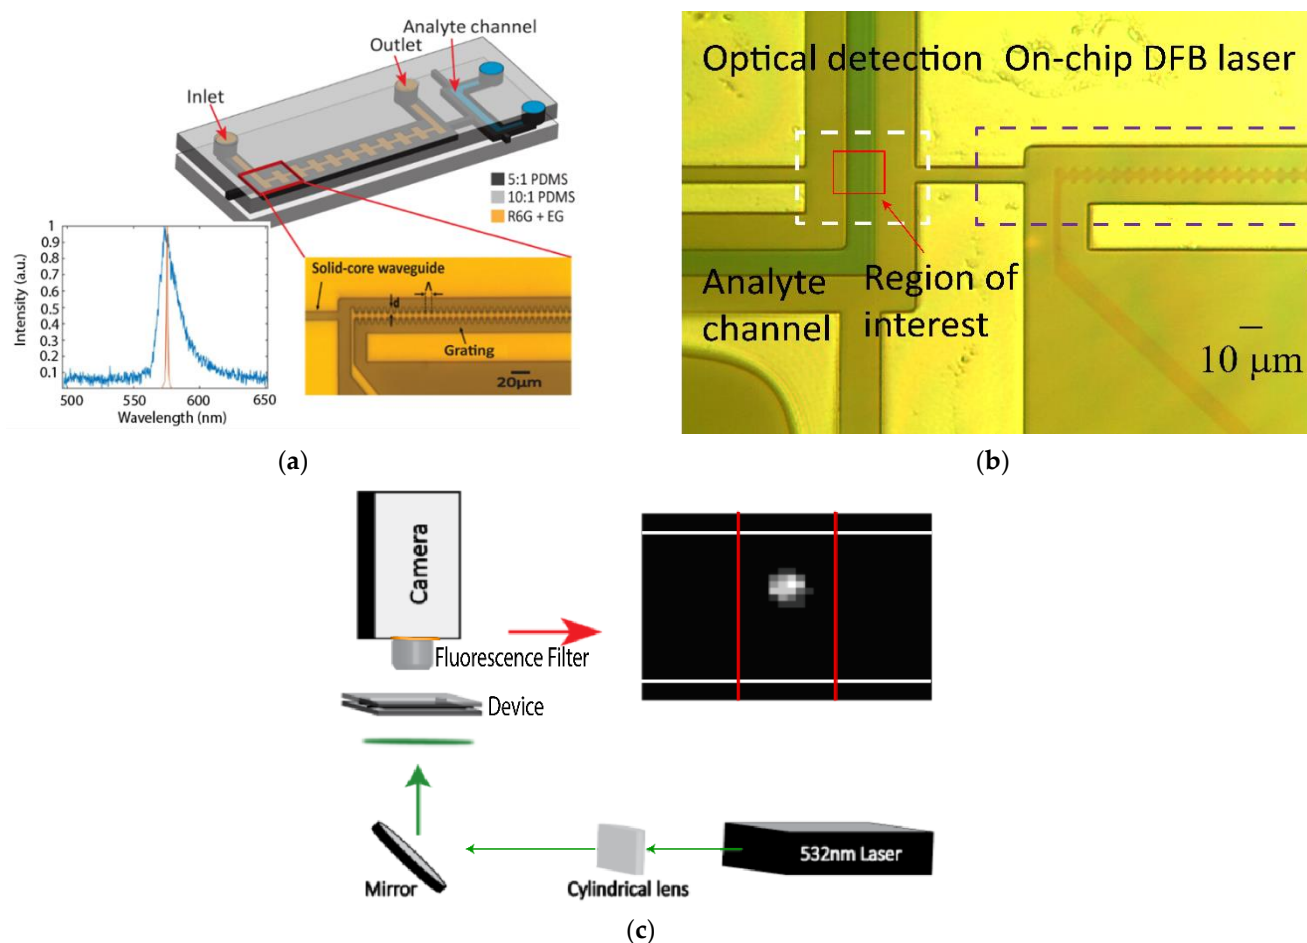 Analyte channel
Outlet
Inlet
5:1 PDMS
10:1 PDMS
R6G + EG
1
0.9
0.8
0.7
0.6
0.5
0.4
0.3
0.2
0.1
Intensity (a.u.)
500 550 600 650
Wavelength (nm)
Solid-core waveguide
Λ
d
Grating
20μm
(a)
Optical detection
On-chip DFB laser
Analyte
channel
Region of
interest
10 μm
(b)
Camera
Fluorescence Filter
Device
Mirror
Cylindrical lens
532nm Laser
(c)